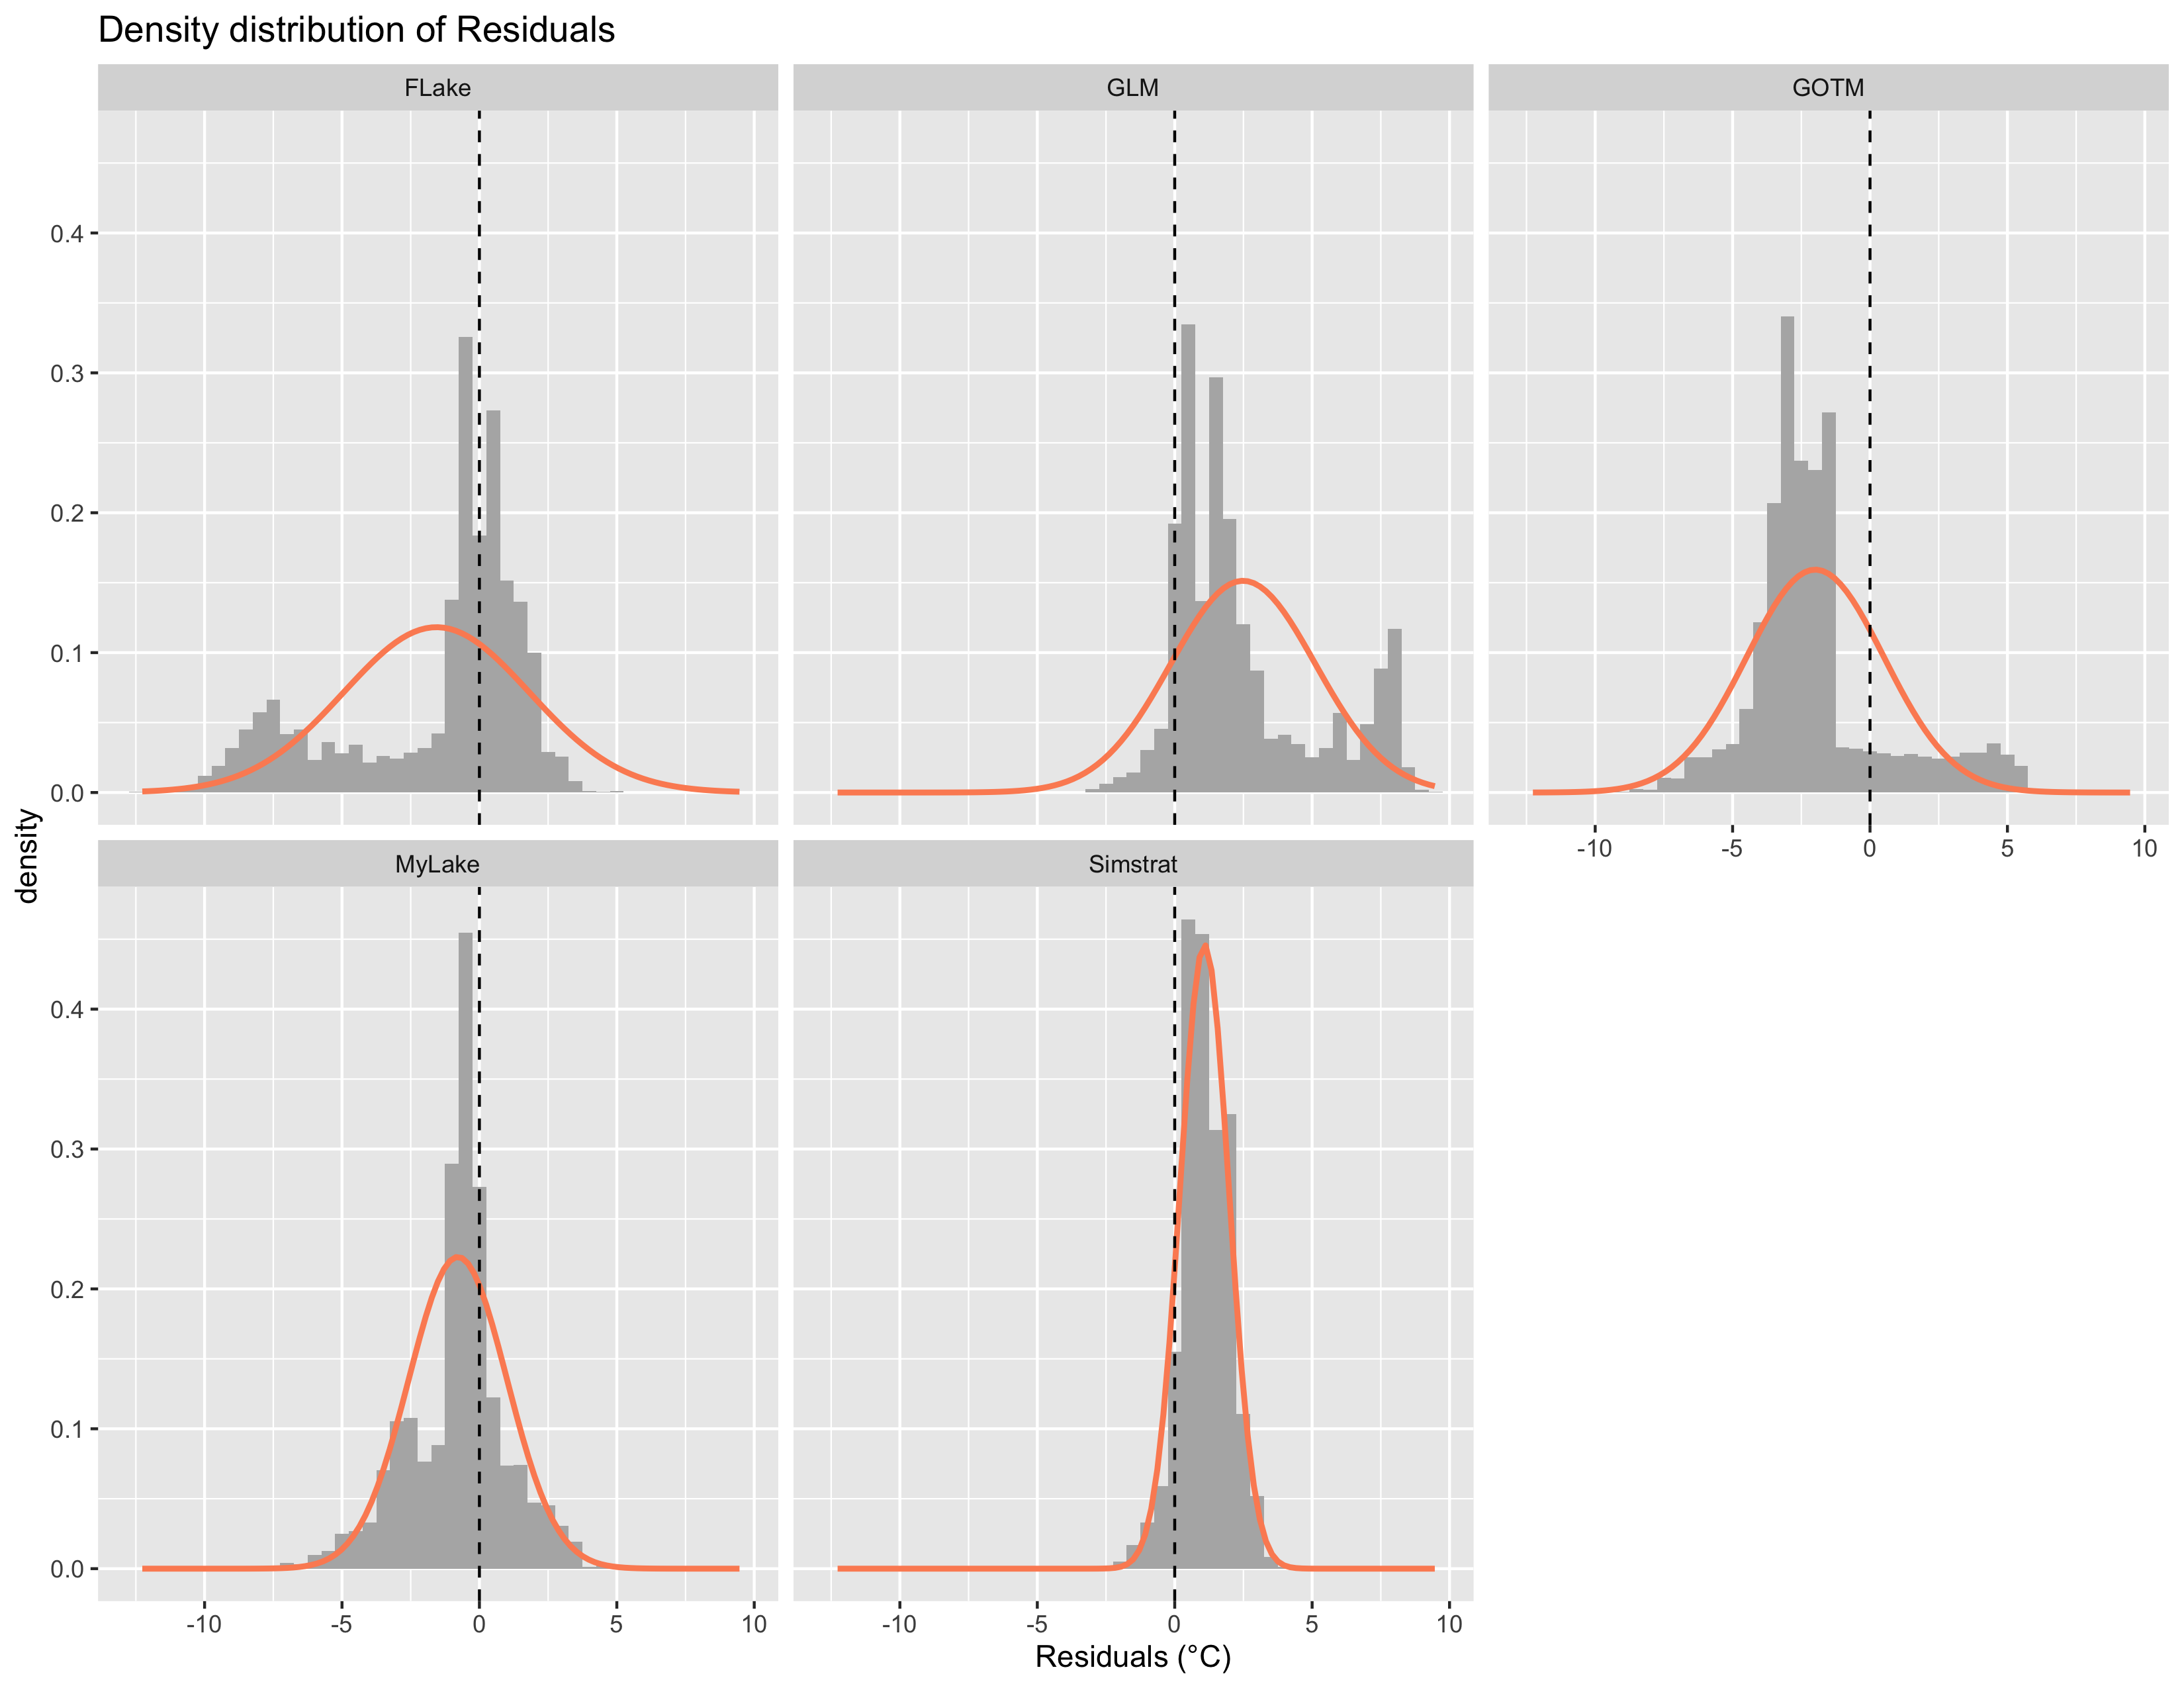 Density distribution of Residuals
FLake
GLM
GOTM
0.4
0.3
0.2
0.1
0.0
-10 -5 0 5 10
density
MyLake
Simstrat
0.4
0.3
0.2
0.1
0.0
-10 -5 0 5 10
-10 -5 0 5 10
Residuals (°C)